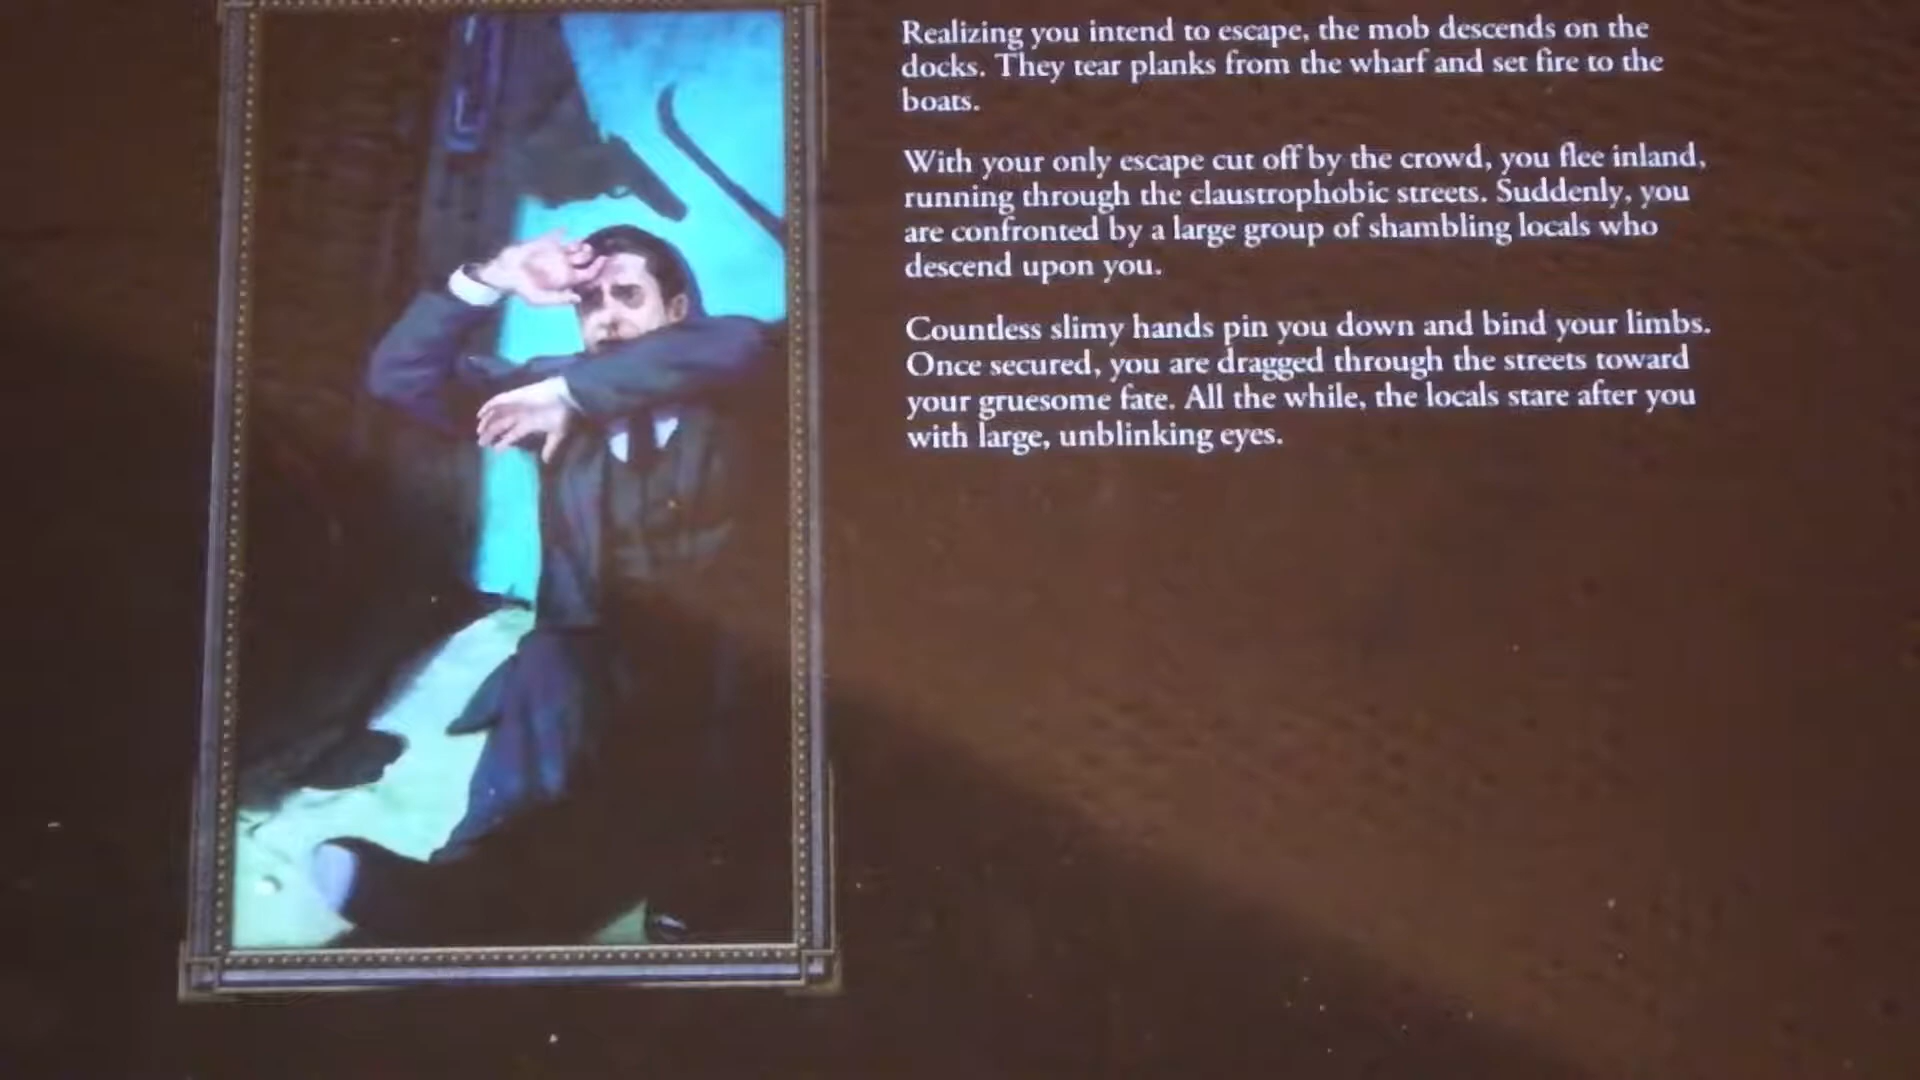 Realizing you intend to escape, the mob descends on the
docks. They tear planks from the wharf and set fire to the
boats.
With your only escape cut off by the crowd, you flee inland,
running through the claustrophobic streets. Suddenly, you
are confronted by a large group of shambling locals who
descend upon you.
Countless slimy hands pin you down and bind your limbs.
Once secured, you are dragged through the streets toward
your gruesome fate. All the while, the locals stare after you
with large, unblinking eyes.